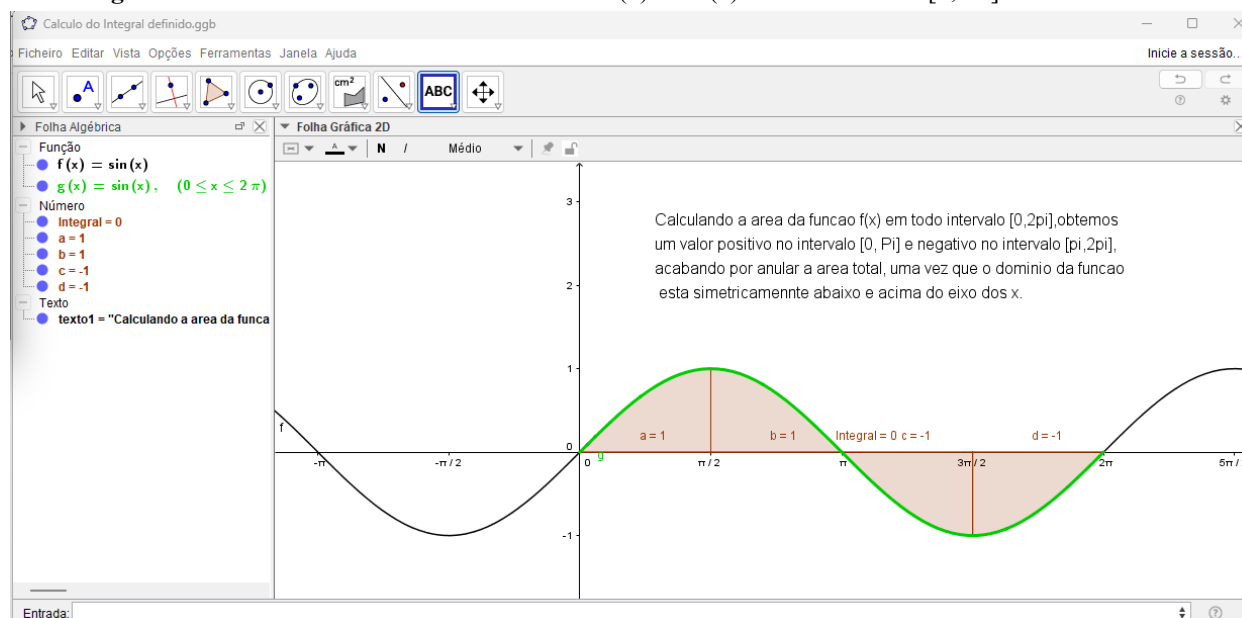 Calculo do Integral definido.ggb
Ficheiro Editar Vista Opções Ferramentas Janela Ajuda
Inicie a sessão...
A
cm²
ABC
Folha Algébrica
Folha Gráfica 2D
A
N I Médio
Função
f(x) = sin(x)
g(x) = sin(x), (0 ≤ x ≤ 2 π)
Número
Integral = 0
a = 1
b = 1
c = -1
d = -1
Texto
texto1 = "Calculando a area da funca
Calculando a area da funcao f(x) em todo intervalo [0,2pi],obtemos
um valor positivo no intervalo [0, Pi] e negativo no intervalo [pi,2pi],
acabando por anular a area total, uma vez que o dominio da funcao
esta simetricamennte abaixo e acima do eixo dos x.
3
2
1
0
-1
f
g
a = 1
b = 1
Integral = 0 c = -1
d = -1
-π
-π / 2
0
π / 2
π
3π / 2
2π
5π /
Entrada: